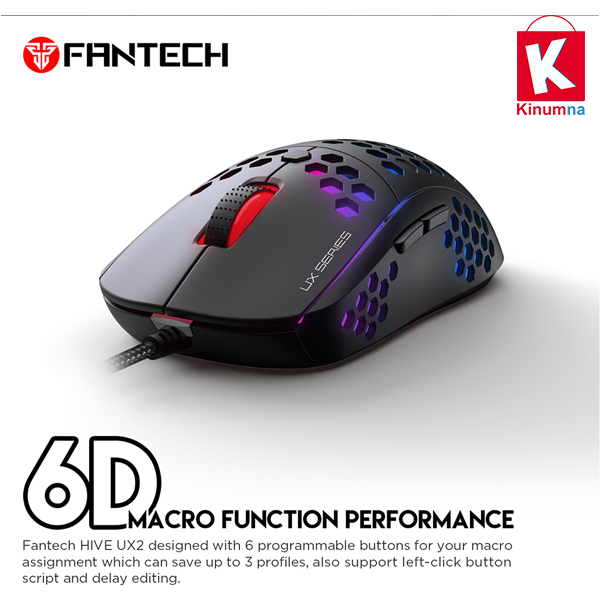 FANTECH
K
Kinumna
UX SERIES
6D
MACRO FUNCTION PERFORMANCE
Fantech HIVE UX2 designed with 6 programmable buttons for your macro
assignment which can save up to 3 profiles, also support left-click button
script and delay editing.